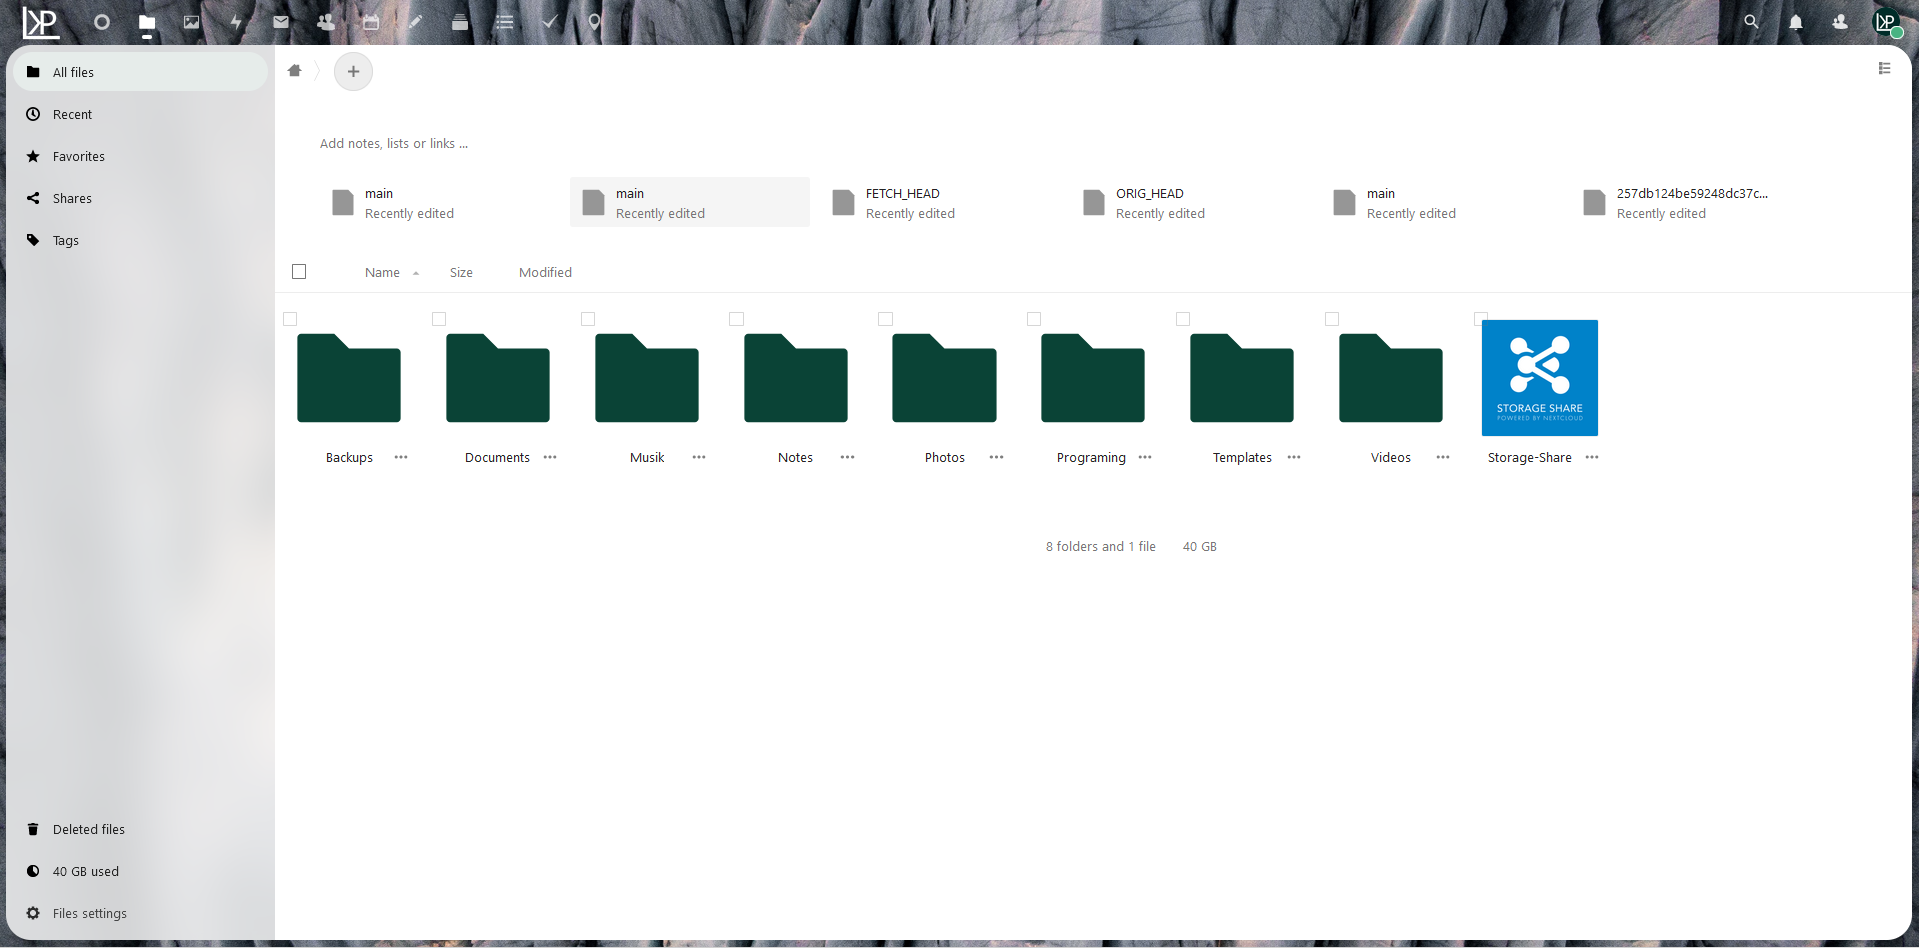 KP
All files
Recent
Favorites
Shares
Tags
Deleted files
40 GB used
Files settings
Add notes, lists or links ...
main
Recently edited
main
Recently edited
FETCH_HEAD
Recently edited
ORIG_HEAD
Recently edited
main
Recently edited
257db124be59248dc37c...
Recently edited
Name Size Modified
STORAGE SHARE
POWERED BY NEXTCLOUD
Backups
Documents
Musik
Notes
Photos
Programing
Templates
Videos
Storage-Share
8 folders and 1 file 40 GB